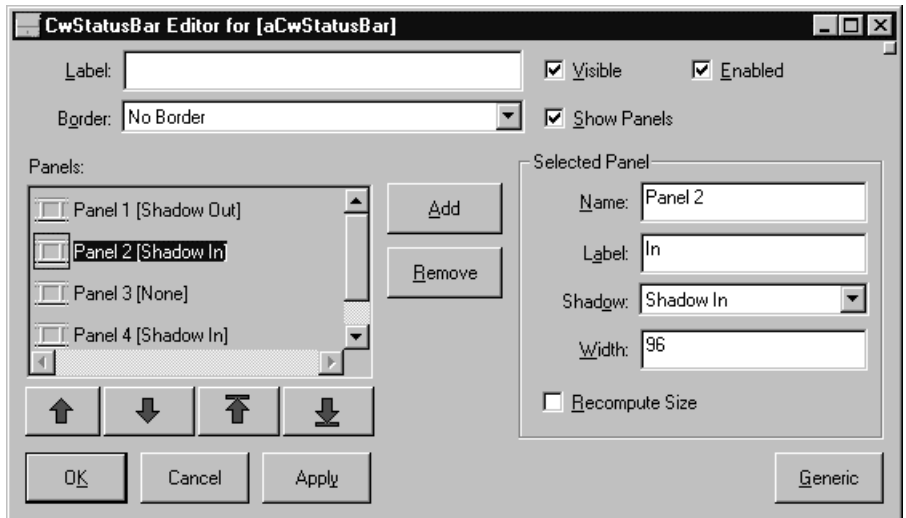 CwStatusBar Editor for [aCwStatusBar]
Label:
Visible
Enabled
Border: No Border
Show Panels
Panels:
Panel 1 [Shadow Out]
Panel 2 [Shadow In]
Panel 3 [None]
Panel 4 [Shadow In]
Add
Remove
Selected Panel
Name: Panel 2
Label: In
Shadow: Shadow In
Width: 96
Recompute Size
OK
Cancel
Apply
Generic